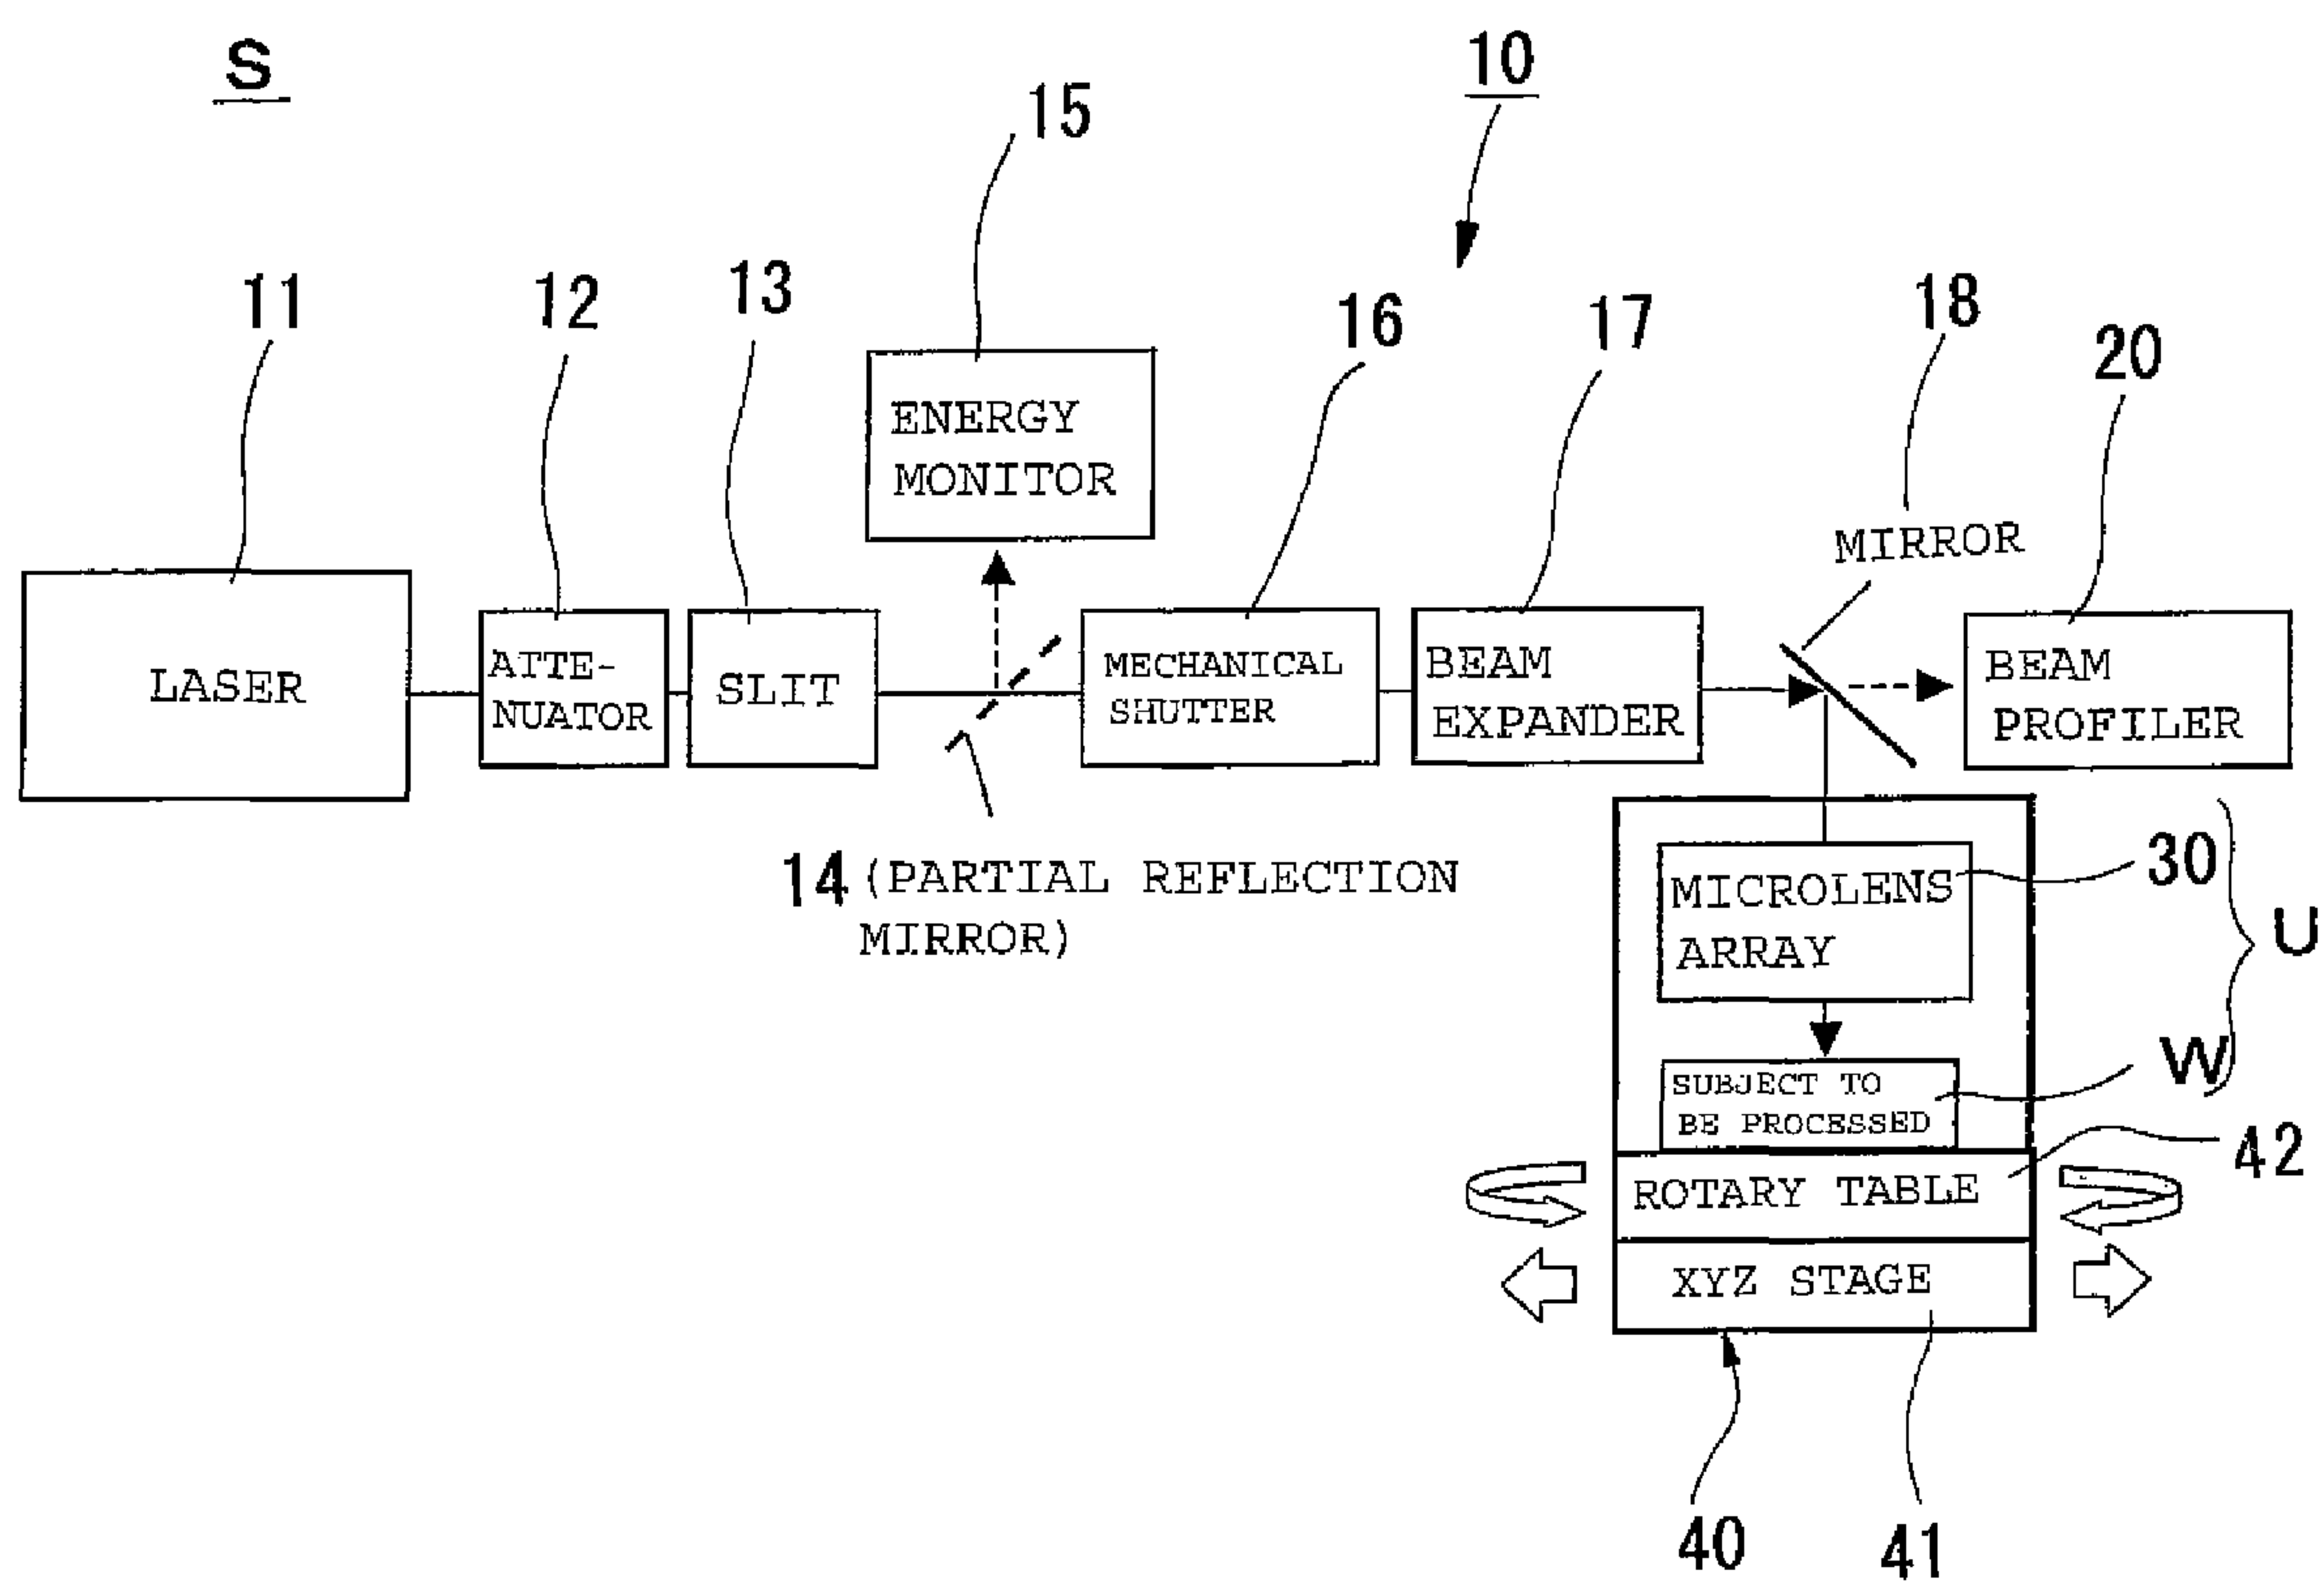 S
10
15
11
12
13
16
17
18
20
ENERGY
MONITOR
MIRROR
LASER
ATTE-
NUATOR
SLIT
MECHANICAL
SHUTTER
BEAM
EXPANDER
BEAM
PROFILER
14 (PARTIAL REFLECTION
MIRROR)
MICROLENS
ARRAY
30
U
SUBJECT TO
BE PROCESSED
W
ROTARY TABLE
42
XYZ STAGE
40
41